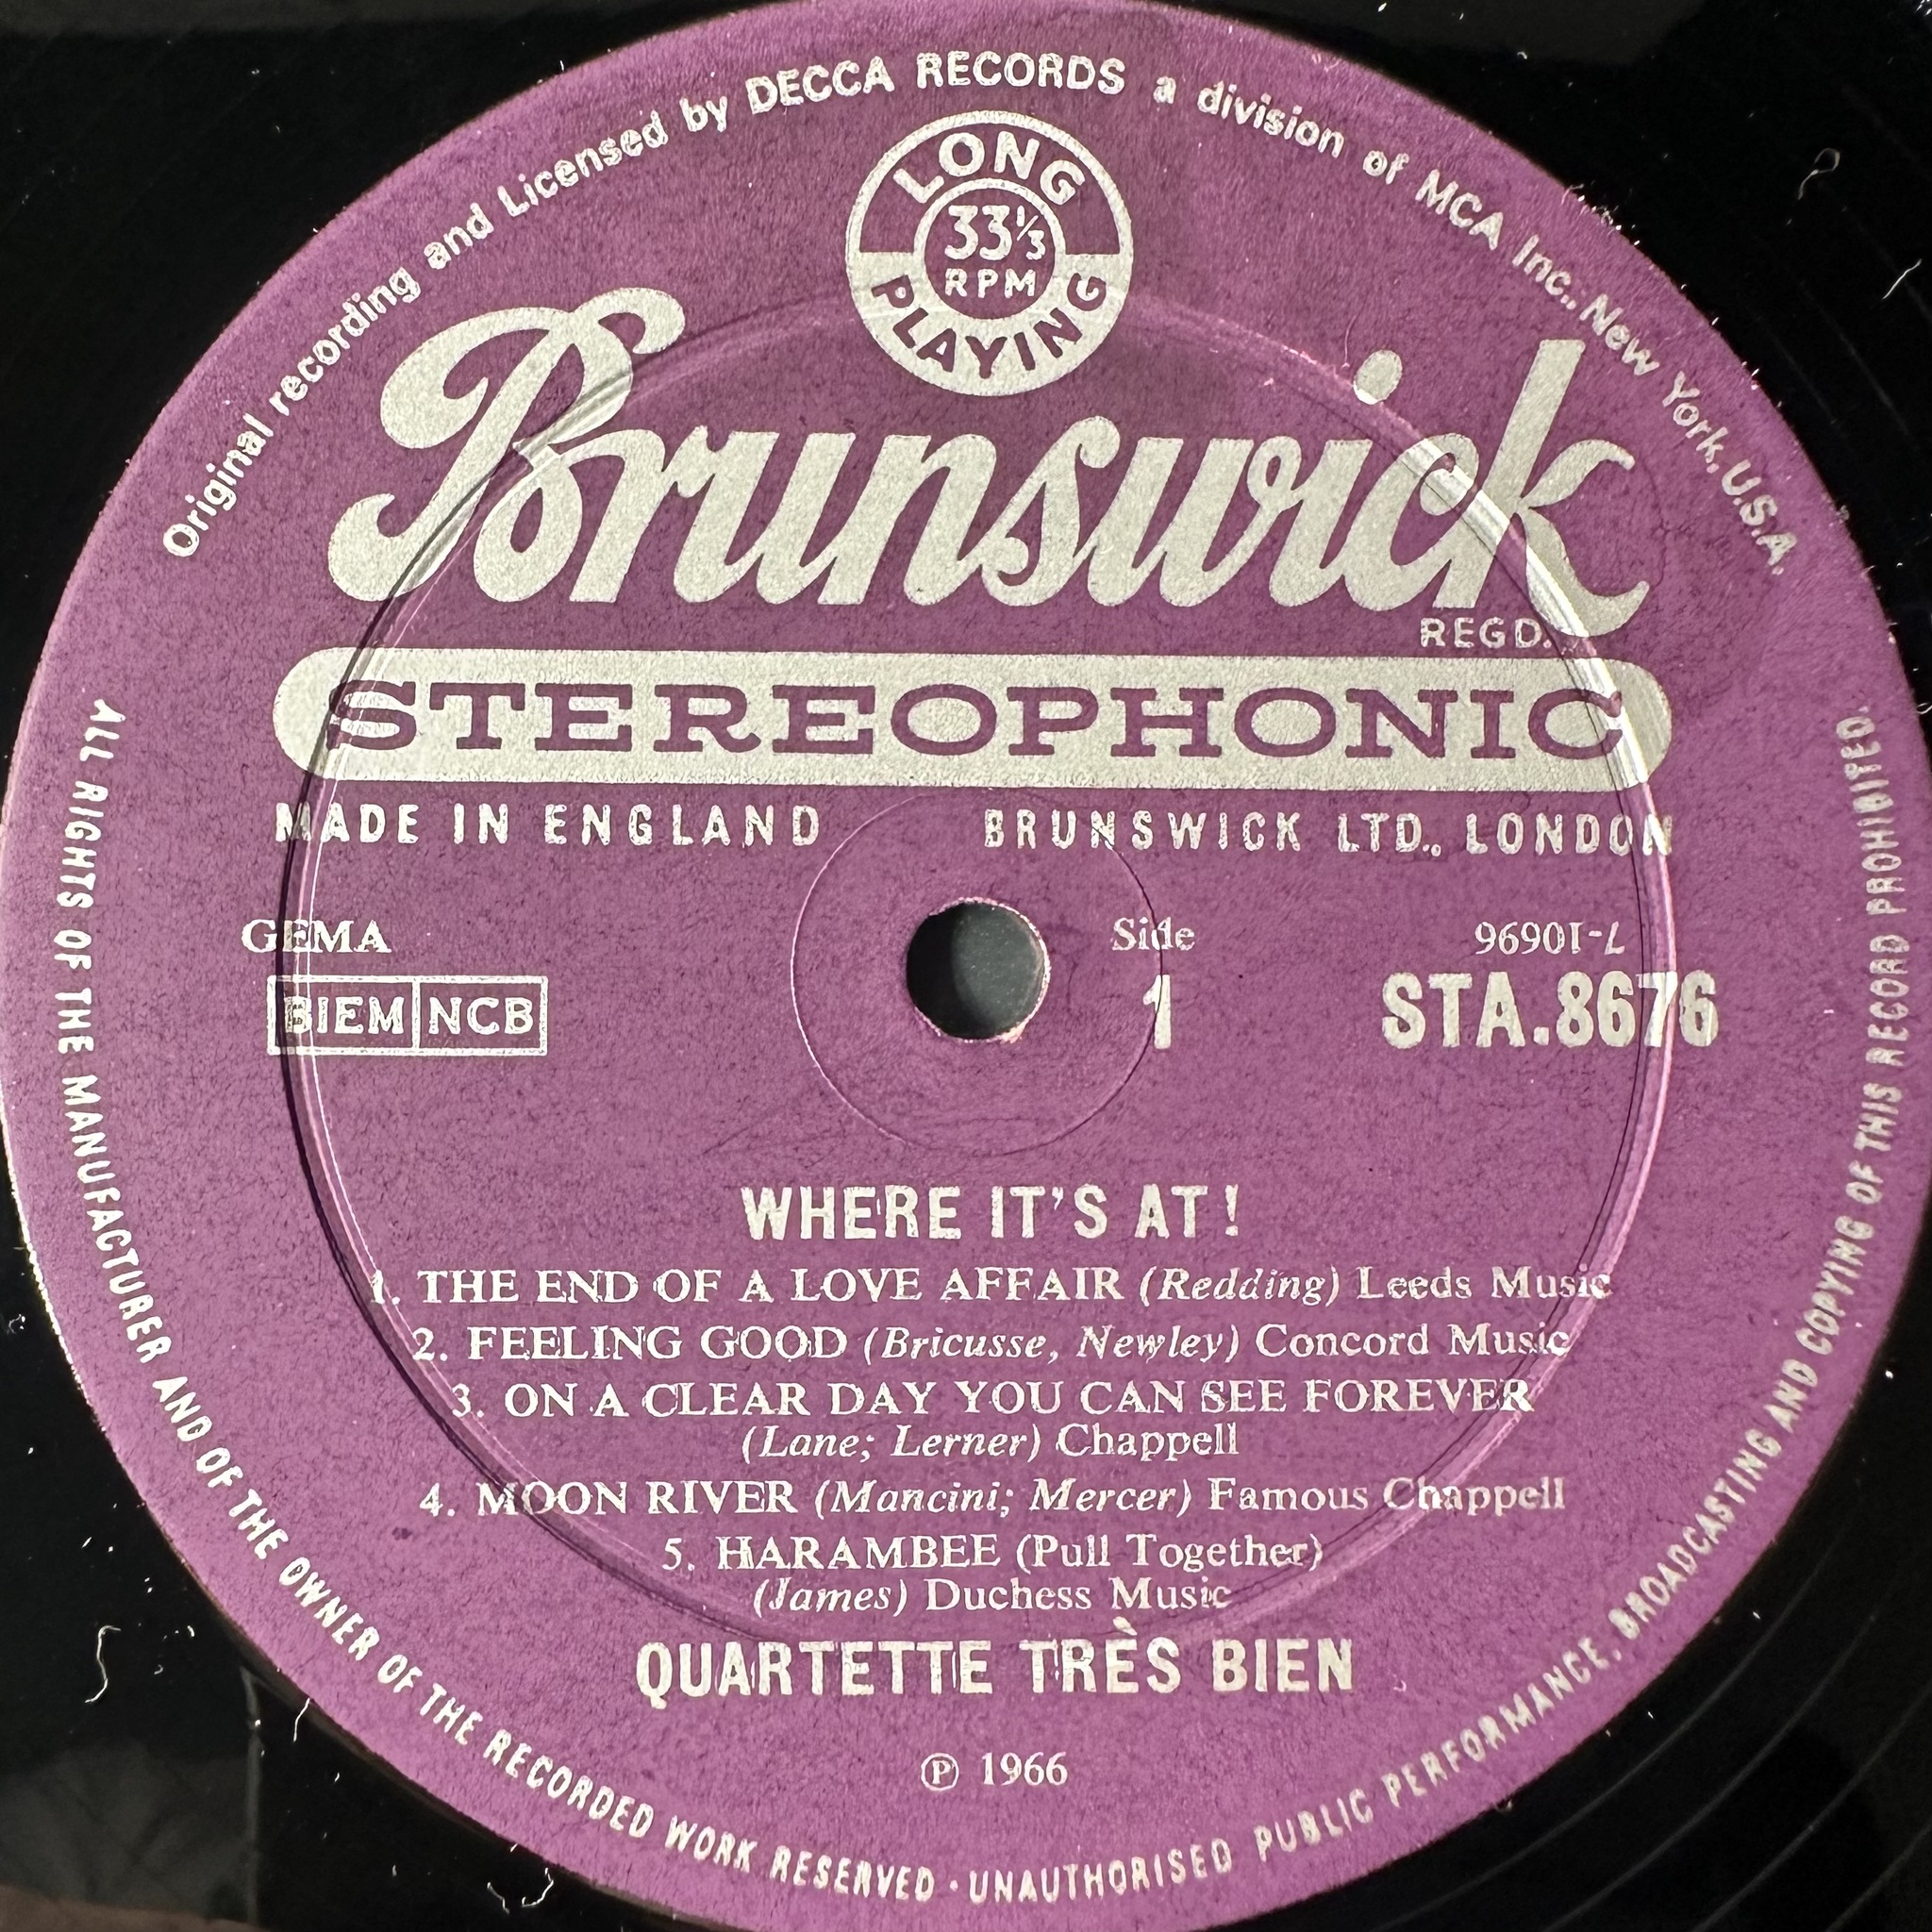 Original recording and Licensed by DECCA RECORDS a division of MCA Inc., New York, U.S.A.
LONG
33⅓
RPM
PLAYING
Brunswick
REGD.
STEREOPHONIC
MADE IN ENGLAND BRUNSWICK LTD., LONDON
GEMA Side 96901-7
BIEM NCB 1 STA.8676
WHERE IT'S AT!
1. THE END OF A LOVE AFFAIR (Redding) Leeds Music
2. FEELING GOOD (Bricusse, Newley) Concord Music
3. ON A CLEAR DAY YOU CAN SEE FOREVER
(Lane; Lerner) Chappell
4. MOON RIVER (Mancini; Mercer) Famous Chappell
5. HARAMBEE (Pull Together)
(James) Duchess Music
QUARTETTE TRÈS BIEN
Ⓟ 1966
ALL RIGHTS OF THE MANUFACTURER AND OF THE OWNER OF THE RECORDED WORK RESERVED · UNAUTHORISED PUBLIC PERFORMANCE, BROADCASTING AND COPYING OF THIS RECORD PROHIBITED.